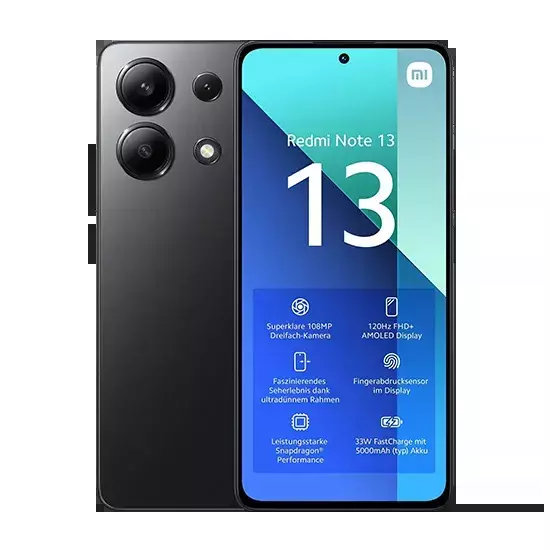 mi
Redmi Note 13
13
Superklare 108MP
Dreifach-Kamera
120Hz FHD+
AMOLED Display
Faszinierendes
Seherlebnis dank
ultradünnem Rahmen
Fingerabdrucksensor
im Display
Leistungsstarke
Snapdragon®
Performance
33W FastCharge mit
5000mAh (typ) Akku